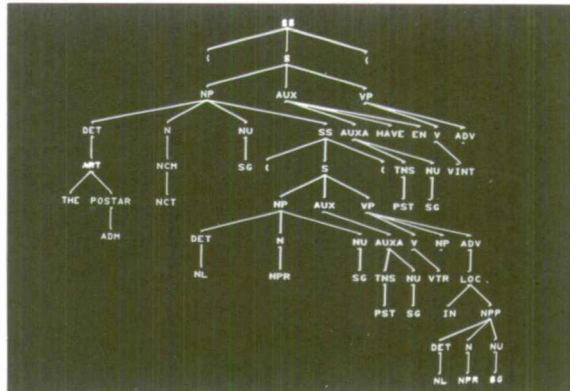 SS
( (
S
NP AUX VP
DET N NU SS AUXA HAVE EN V ADV
ART NCM SG ( ( TNS NU VINT
S
THE POSTAR NCT PST SG
NP AUX VP
ADM
DET N NU AUXA V NP ADV
NL NPR SG TNS NU VTR LOC
PST SG IN NPP
DET N NU
NL NPR SG